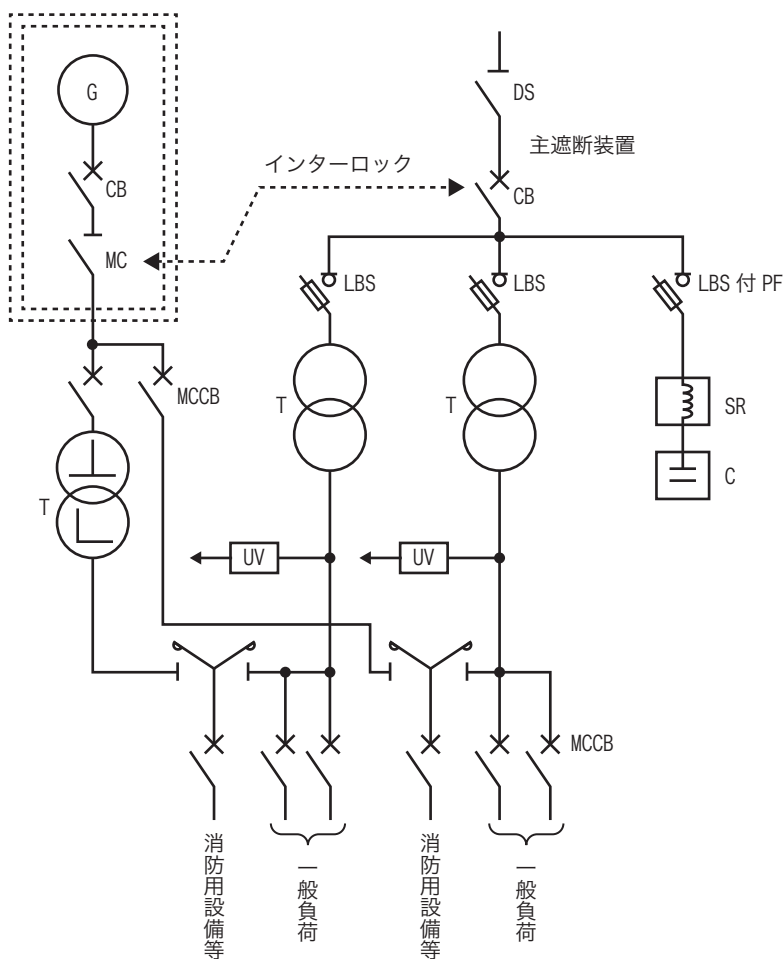 G
DS
主遮断装置
インターロック
CB
CB
MC
LBS
LBS
LBS 付 PF
MCCB
T
T
SR
C
T
UV
UV
MCCB
消防用設備等
一般負荷
消防用設備等
一般負荷